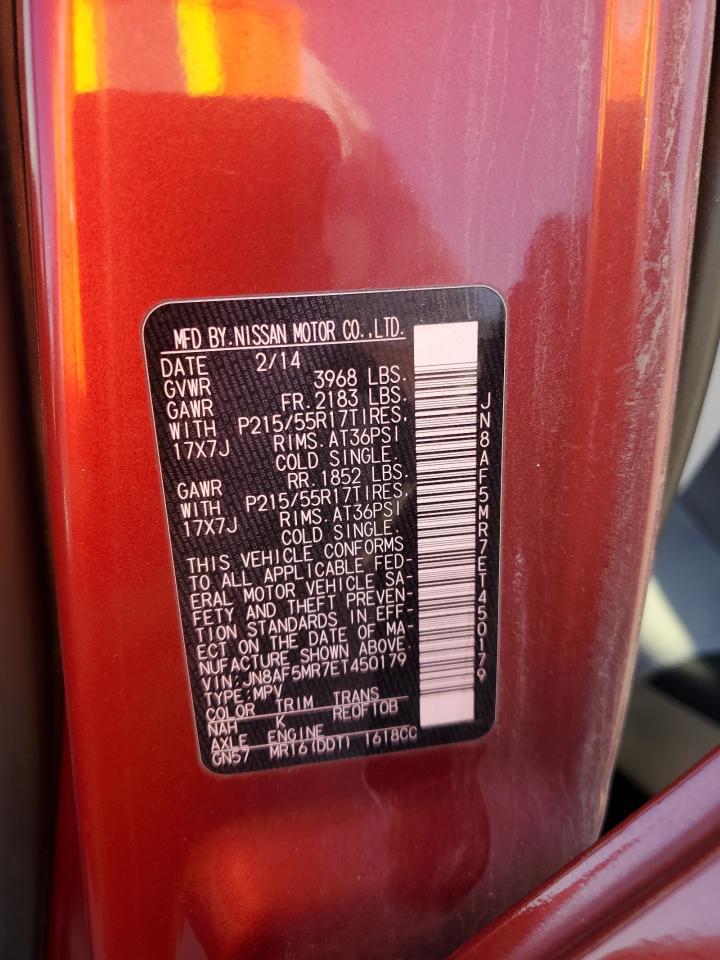 MFD BY. NISSAN MOTOR CO., LTD.
DATE 2/14
GVWR 3968 LBS.
GAWR FR. 2183 LBS.
WITH P215/55R17TIRES,
17X7J RIMS. AT36PSI
COLD SINGLE.
GAWR RR. 1852 LBS.
WITH P215/55R17TIRES,
17X7J RIMS. AT36PSI
COLD SINGLE.
THIS VEHICLE CONFORMS
TO ALL APPLICABLE FED-
ERAL MOTOR VEHICLE SA-
FETY AND THEFT PREVEN-
TION STANDARDS IN EFF-
ECT ON THE DATE OF MA-
NUFACTURE SHOWN ABOVE.
VIN: JN8AF5MR7ET450179
TYPE: MPV
COLOR TRIM TRANS
NAH K RE0F10B
AXLE ENGINE
GN57 MR16(DDT) 1618CC
JN8AF5MR7ET450179